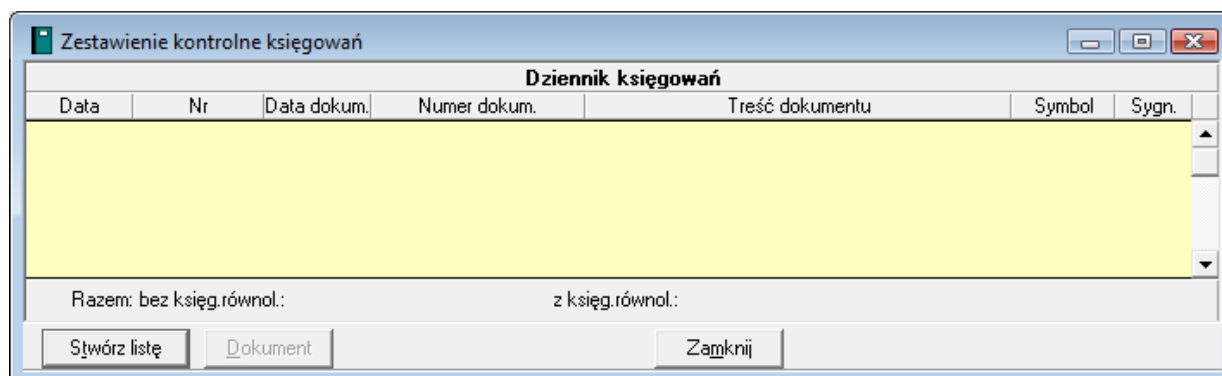 Zestawienie kontrolne księgowań
Dziennik księgowań
Data Nr Data dokum. Numer dokum. Treść dokumentu Symbol Sygn.
Razem: bez księg.równol.: z księg.równol.:
Stwórz listę Dokument Zamknij